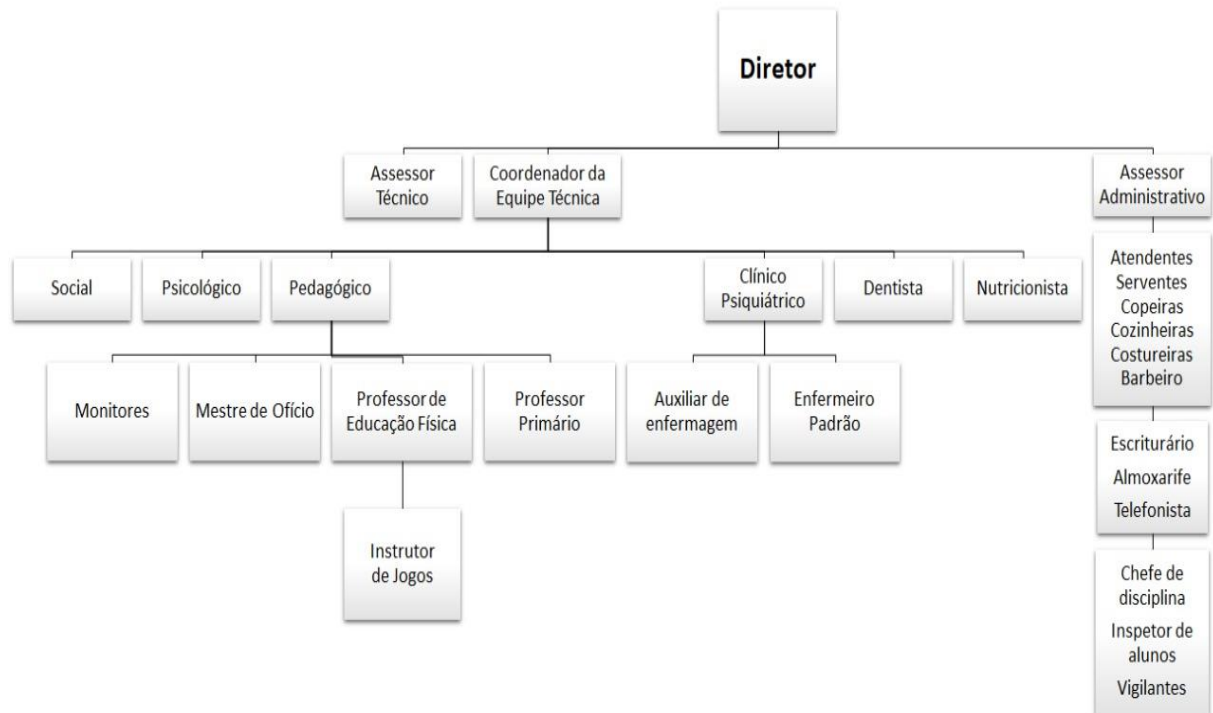 Diretor
Assessor
Técnico
Coordenador da
Equipe Técnica
Assessor
Administrativo
Social
Psicológico
Pedagógico
Clínico
Psiquiátrico
Dentista
Nutricionista
Atendentes
Serventes
Copeiras
Cozinheiras
Costureiras
Barbeiro
Monitores
Mestre de Ofício
Professor de
Educação Física
Professor
Primário
Auxiliar de
enfermagem
Enfermeiro
Padrão
Escriturário
Almoxarife
Telefonista
Instrutor
de Jogos
Chefe de
disciplina
Inspetor de
alunos
Vigilantes